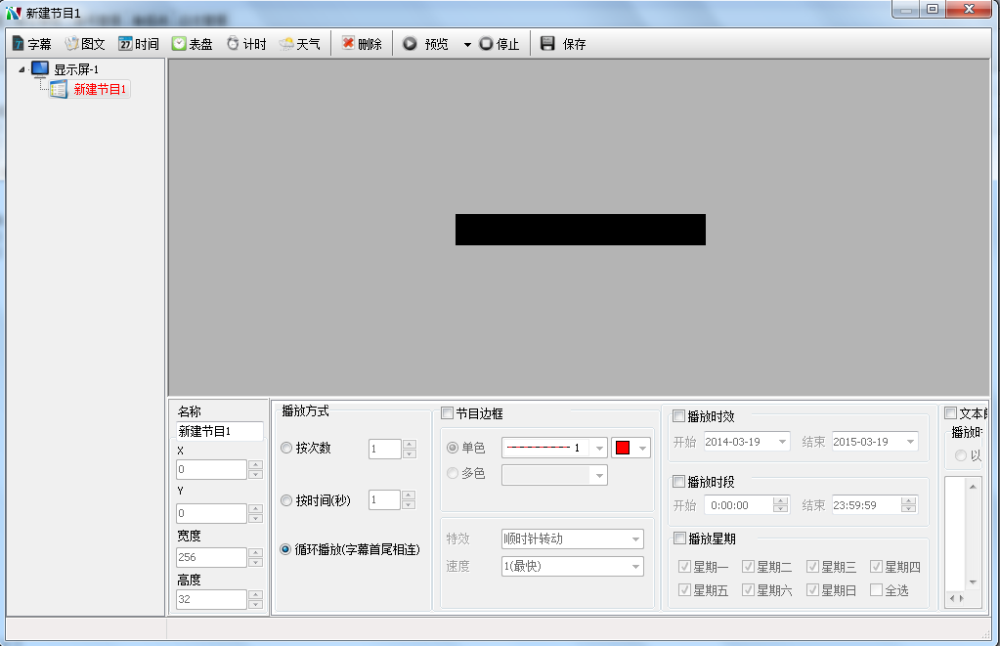 新建节目1
字幕 图文 时间 表盘 计时 天气 删除 预览 停止 保存
显示屏-1
新建节目1
名称
新建节目1
X
0
Y
0
宽度
256
高度
32
播放方式
按次数 1
按时间(秒) 1
循环播放(字幕首尾相连)
节目边框
单色 1
多色
特效 顺时针转动
速度 1(最快)
播放时效
开始 2014-03-19 结束 2015-03-19
播放时段
开始 0:00:00 结束 23:59:59
播放星期
星期一 星期二 星期三 星期四
星期五 星期六 星期日 全选
文本
播放时
以